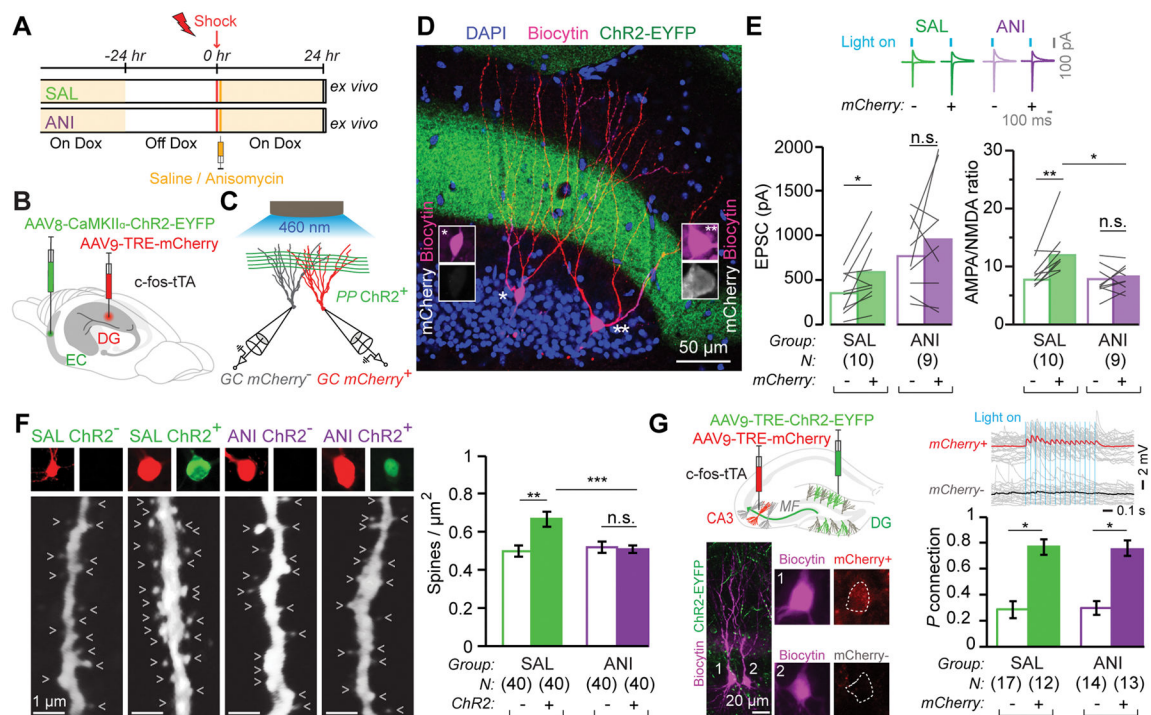 A
Shock
-24 hr
0 hr
24 hr
SAL
ex vivo
ANI
ex vivo
On Dox
Off Dox
On Dox
Saline / Anisomycin
B
AAV8-CaMKIIα-ChR2-EYFP
AAV9-TRE-mCherry
c-fos-tTA
DG
EC
C
460 nm
PP ChR2+
GC mCherry-
GC mCherry+
D
DAPI
Biocytin
ChR2-EYFP
mCherry Biocytin
*
*
**
**
Biocytin mCherry
50 µm
E
SAL
ANI
Light on
100 pA
mCherry: - + - +
100 ms
EPSC (pA)
2000
1500
1000
500
0
*
n.s.
Group: SAL ANI
N: (10) (9)
mCherry: - + - +
AMPA/NMDA ratio
30
20
10
0
**
*
n.s.
SAL ANI
(10) (9)
- + - +
F
SAL ChR2-
SAL ChR2+
ANI ChR2-
ANI ChR2+
1 µm
Spines / µm2
1
0.8
0.6
0.4
0.2
0
**
***
n.s.
Group: SAL ANI
N: (40) (40) (40) (40)
ChR2: - + - +
G
AAV9-TRE-ChR2-EYFP
AAV9-TRE-mCherry
c-fos-tTA
CA3
MF
DG
Biocytin ChR2-EYFP
1 2
20 µm
Biocytin
mCherry+
1
Biocytin
mCherry-
2
Light on
mCherry+
mCherry-
2 mV
0.1 s
P connection
1
0.8
0.6
0.4
0.2
0
*
*
Group: SAL ANI
N: (17) (12) (14) (13)
mCherry: - + - +